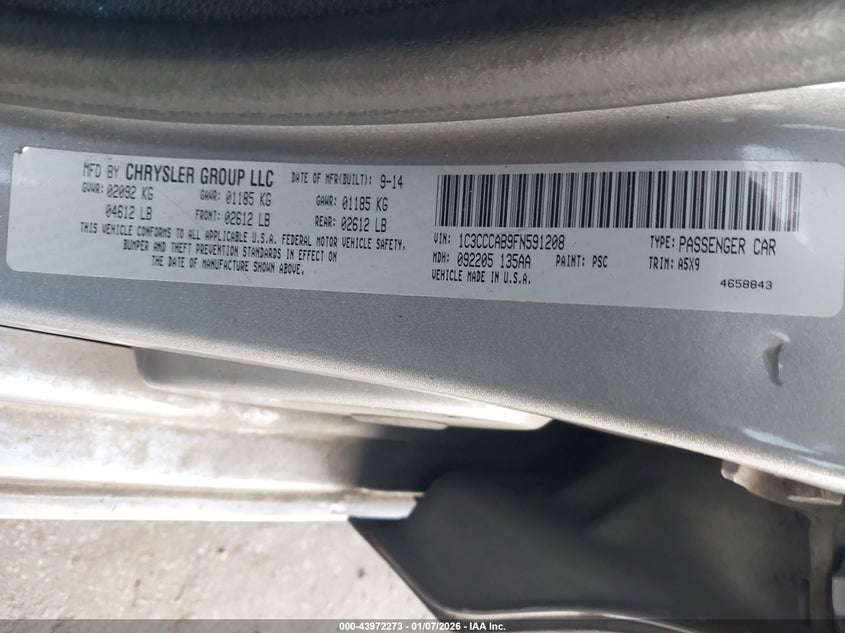 MFD BY CHRYSLER GROUP LLC DATE OF MFR(BUILT): 9-14
GVWR: 02092 KG GAWR: 01185 KG GAWR: 01185 KG
04612 LB FRONT: 02612 LB REAR: 02612 LB
THIS VEHICLE CONFORMS TO ALL APPLICABLE U.S.A. FEDERAL MOTOR VEHICLE SAFETY,
BUMPER AND THEFT PREVENTION STANDARDS IN EFFECT ON
THE DATE OF MANUFACTURE SHOWN ABOVE.
VIN: 1C3CCCAB9FN591208 TYPE: PASSENGER CAR
MDH: 092205 135AA PAINT: PSC TRIM: A5X9
VEHICLE MADE IN U.S.A. 4658843
000-43972273 | 01/07/2026 | IAA Inc.